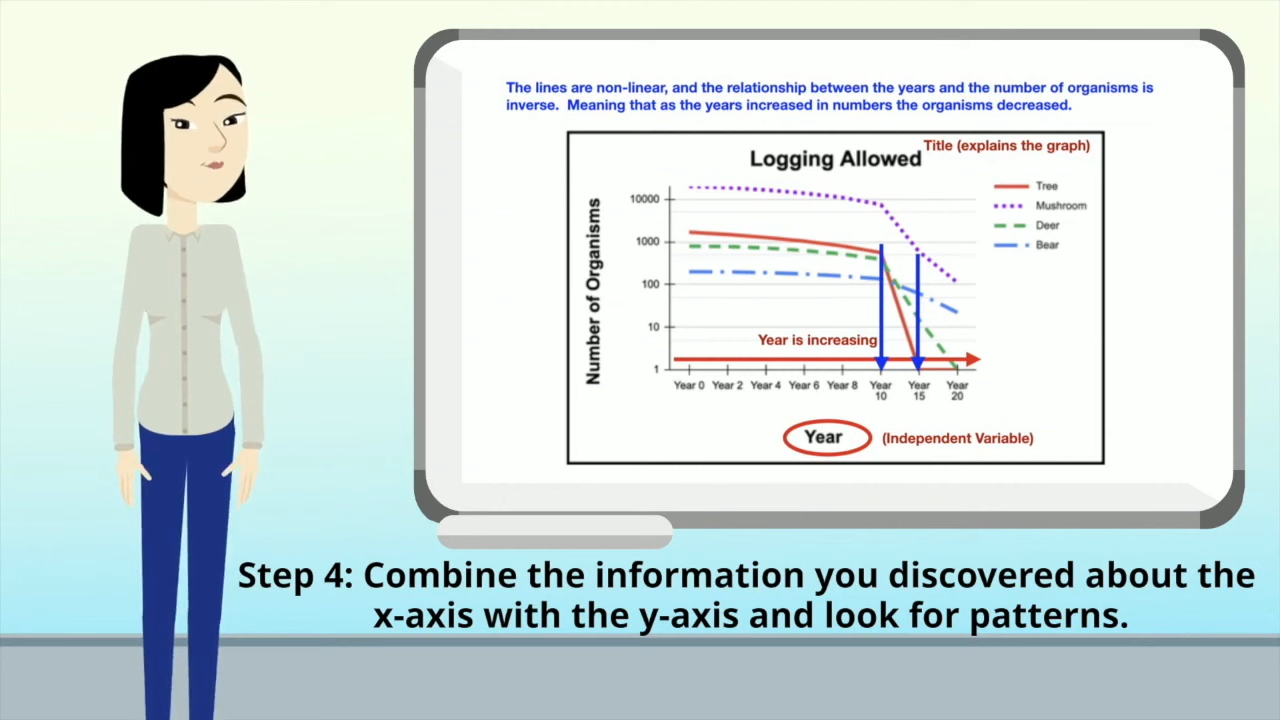 The lines are non-linear, and the relationship between the years and the number of organisms is
inverse.  Meaning that as the years increased in numbers the organisms decreased.
Title (explains the graph)
Logging Allowed
Tree
Mushroom
Deer
Bear
Number of Organisms
10000
1000
100
10
1
Year is increasing
Year 0 Year 2 Year 4 Year 6 Year 8 Year 10 Year 15 Year 20
Year (Independent Variable)
Step 4: Combine the information you discovered about the
x-axis with the y-axis and look for patterns.